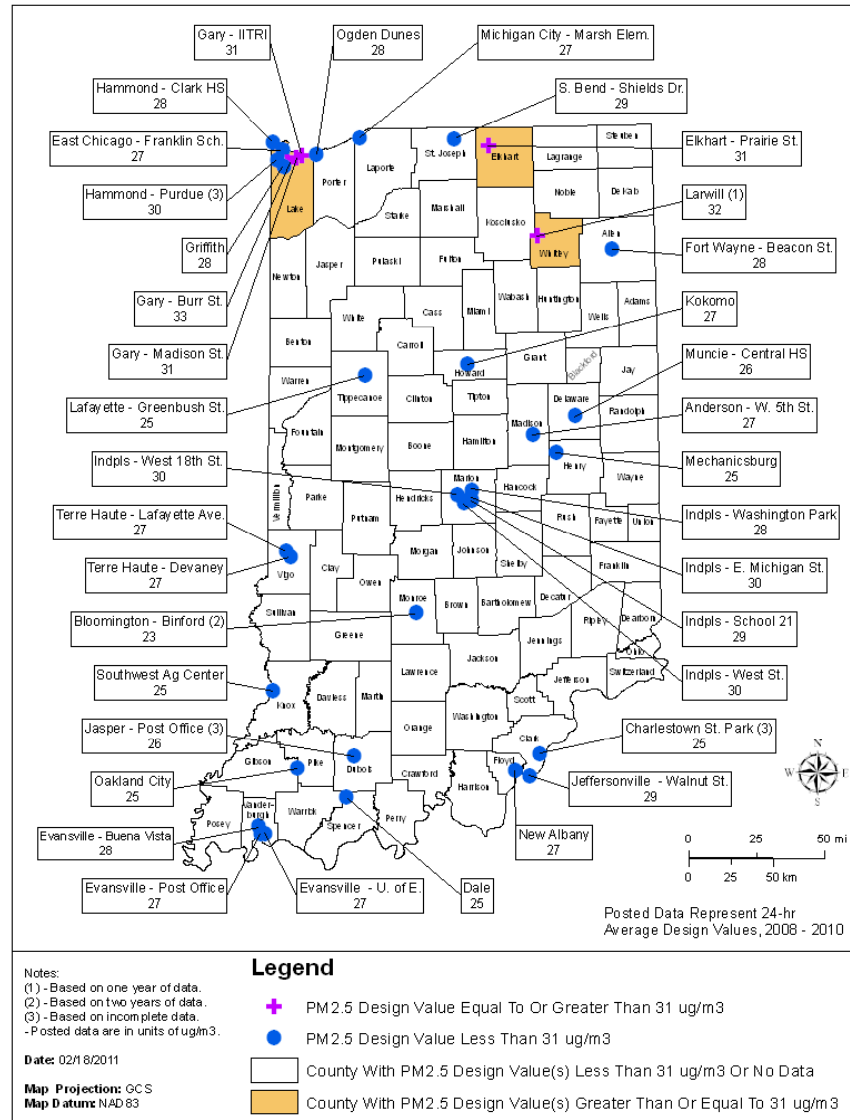 Gary - IITRI
31
Ogden Dunes
28
Michigan City - Marsh Elem.
27
Hammond - Clark HS
28
S. Bend - Shields Dr.
29
East Chicago - Franklin Sch.
27
Elkhart - Prairie St.
31
Hammond - Purdue (3)
30
Larwill (1)
32
Griffith
28
Fort Wayne - Beacon St.
28
Gary - Burr St.
33
Kokomo
27
Gary - Madison St.
31
Muncie - Central HS
26
Lafayette - Greenbush St.
25
Anderson - W. 5th St.
27
Indpls - West 18th St.
30
Mechanicsburg
25
Terre Haute - Lafayette Ave.
27
Indpls - Washington Park
28
Terre Haute - Devaney
27
Indpls - E. Michigan St.
30
Bloomington - Binford (2)
23
Indpls - School 21
29
Southwest Ag Center
25
Indpls - West St.
30
Jasper - Post Office (3)
26
Charlestown St. Park (3)
25
Oakland City
25
Jeffersonville - Walnut St.
29
Evansville - Buena Vista
28
New Albany
27
Evansville - Post Office
27
Evansville - U. of E.
27
Dale
25
Lake
Porter
Laporte
St. Joseph
Elkhart
Lagrange
Steuben
Noble
De Kalb
Starke
Marshall
Kosciusko
Whitley
Allen
Newton
Jasper
Pulaski
Fulton
Wabash
Huntington
Wells
Adams
White
Cass
Miami
Benton
Carroll
Howard
Grant
Blackford
Jay
Warren
Tippecanoe
Clinton
Tipton
Madison
Delaware
Randolph
Fountain
Montgomery
Boone
Hamilton
Henry
Wayne
Vermillion
Parke
Putnam
Hendricks
Marion
Hancock
Rush
Fayette
Union
Vigo
Clay
Owen
Morgan
Johnson
Shelby
Franklin
Sullivan
Greene
Monroe
Brown
Bartholomew
Decatur
Ripley
Dearborn
Ohio
Jennings
Switzerland
Knox
Daviess
Martin
Lawrence
Jackson
Jefferson
Scott
Orange
Washington
Clark
Gibson
Pike
Dubois
Crawford
Harrison
Floyd
Posey
Vander-
burgh
Warrick
Spencer
Perry
N
W
E
S
0 25 50 mi
0 25 50 km
Posted Data Represent 24-hr
Average Design Values, 2008 - 2010
Notes:
(1) - Based on one year of data.
(2) - Based on two years of data.
(3) - Based on incomplete data.
- Posted data are in units of ug/m3.
Date: 02/18/2011
Map Projection: GCS
Map Datum: NAD83
Legend
PM2.5 Design Value Equal To Or Greater Than 31 ug/m3
PM2.5 Design Value Less Than 31 ug/m3
County With PM2.5 Design Value(s) Less Than 31 ug/m3 Or No Data
County With PM2.5 Design Value(s) Greater Than Or Equal To 31 ug/m3